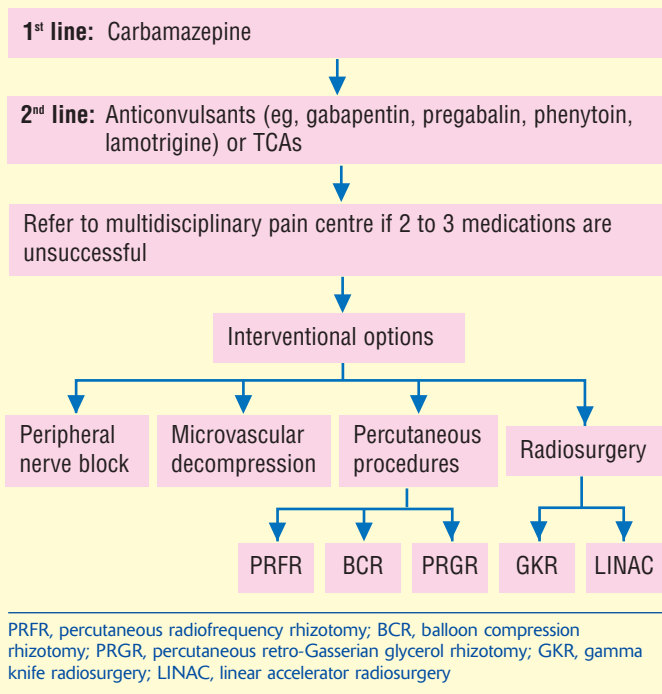 1st line: Carbamazepine
2nd line: Anticonvulsants (eg, gabapentin, pregabalin, phenytoin,
lamotrigine) or TCAs
Refer to multidisciplinary pain centre if 2 to 3 medications are
unsuccessful
Interventional options
Peripheral
nerve block
Microvascular
decompression
Percutaneous
procedures
Radiosurgery
PRFR
BCR
PRGR
GKR
LINAC
PRFR, percutaneous radiofrequency rhizotomy; BCR, balloon compression
rhizotomy; PRGR, percutaneous retro-Gasserian glycerol rhizotomy; GKR, gamma
knife radiosurgery; LINAC, linear accelerator radiosurgery